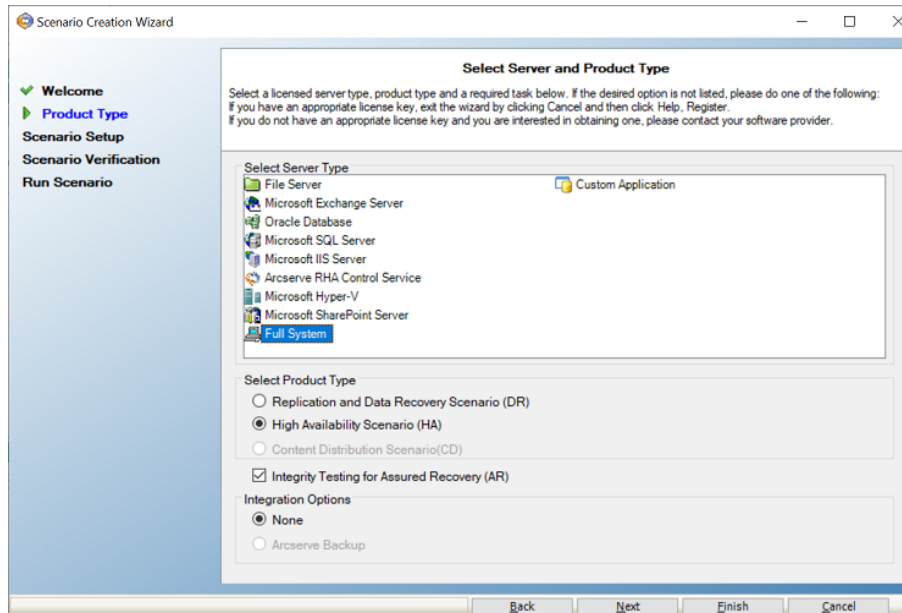 Scenario Creation Wizard
Welcome
Product Type
Scenario Setup
Scenario Verification
Run Scenario
Select Server and Product Type
Select a licensed server type, product type and a required task below. If the desired option is not listed, please do one of the following:
If you have an appropriate license key, exit the wizard by clicking Cancel and then click Help, Register.
If you do not have an appropriate license key and you are interested in obtaining one, please contact your software provider.
Select Server Type
File Server
Microsoft Exchange Server
Oracle Database
Microsoft SQL Server
Microsoft IIS Server
Arcserve RHA Control Service
Microsoft Hyper-V
Microsoft SharePoint Server
Full System
Custom Application
Select Product Type
Replication and Data Recovery Scenario (DR)
High Availability Scenario (HA)
Content Distribution Scenario(CD)
Integrity Testing for Assured Recovery (AR)
Integration Options
None
Arcserve Backup
Back Next Finish Cancel